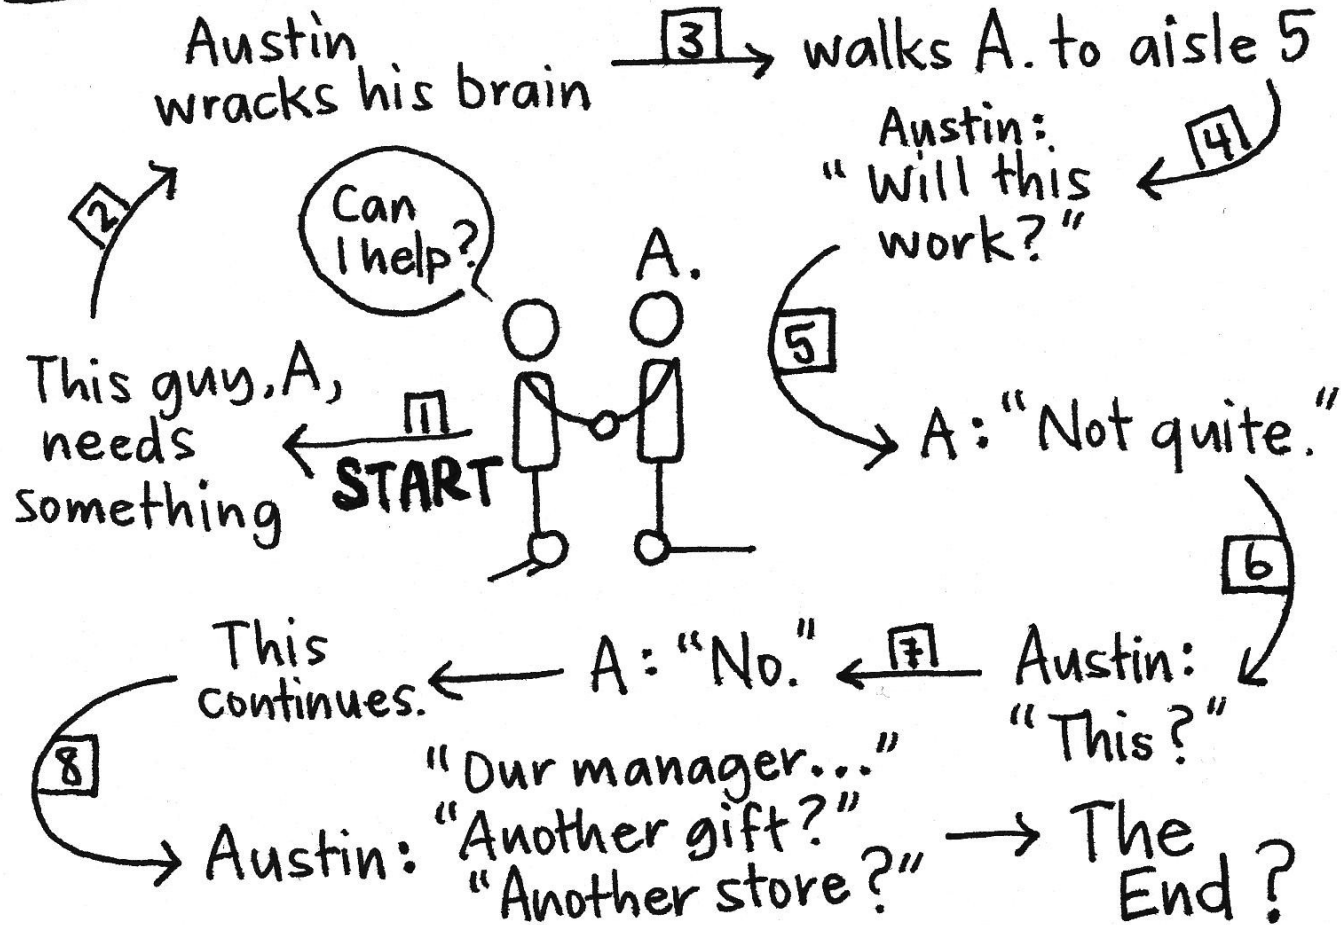 Can
I help?
A.
1
START
This guy, A,
needs
something
2
Austin
wracks his brain
3
walks A. to aisle 5
4
Austin:
"Will this
work?"
5
A: "Not quite."
6
Austin:
"This?"
7
A: "No."
This
continues.
8
Austin:
"Our manager..."
"Another gift?"
"Another store?"
The
End?